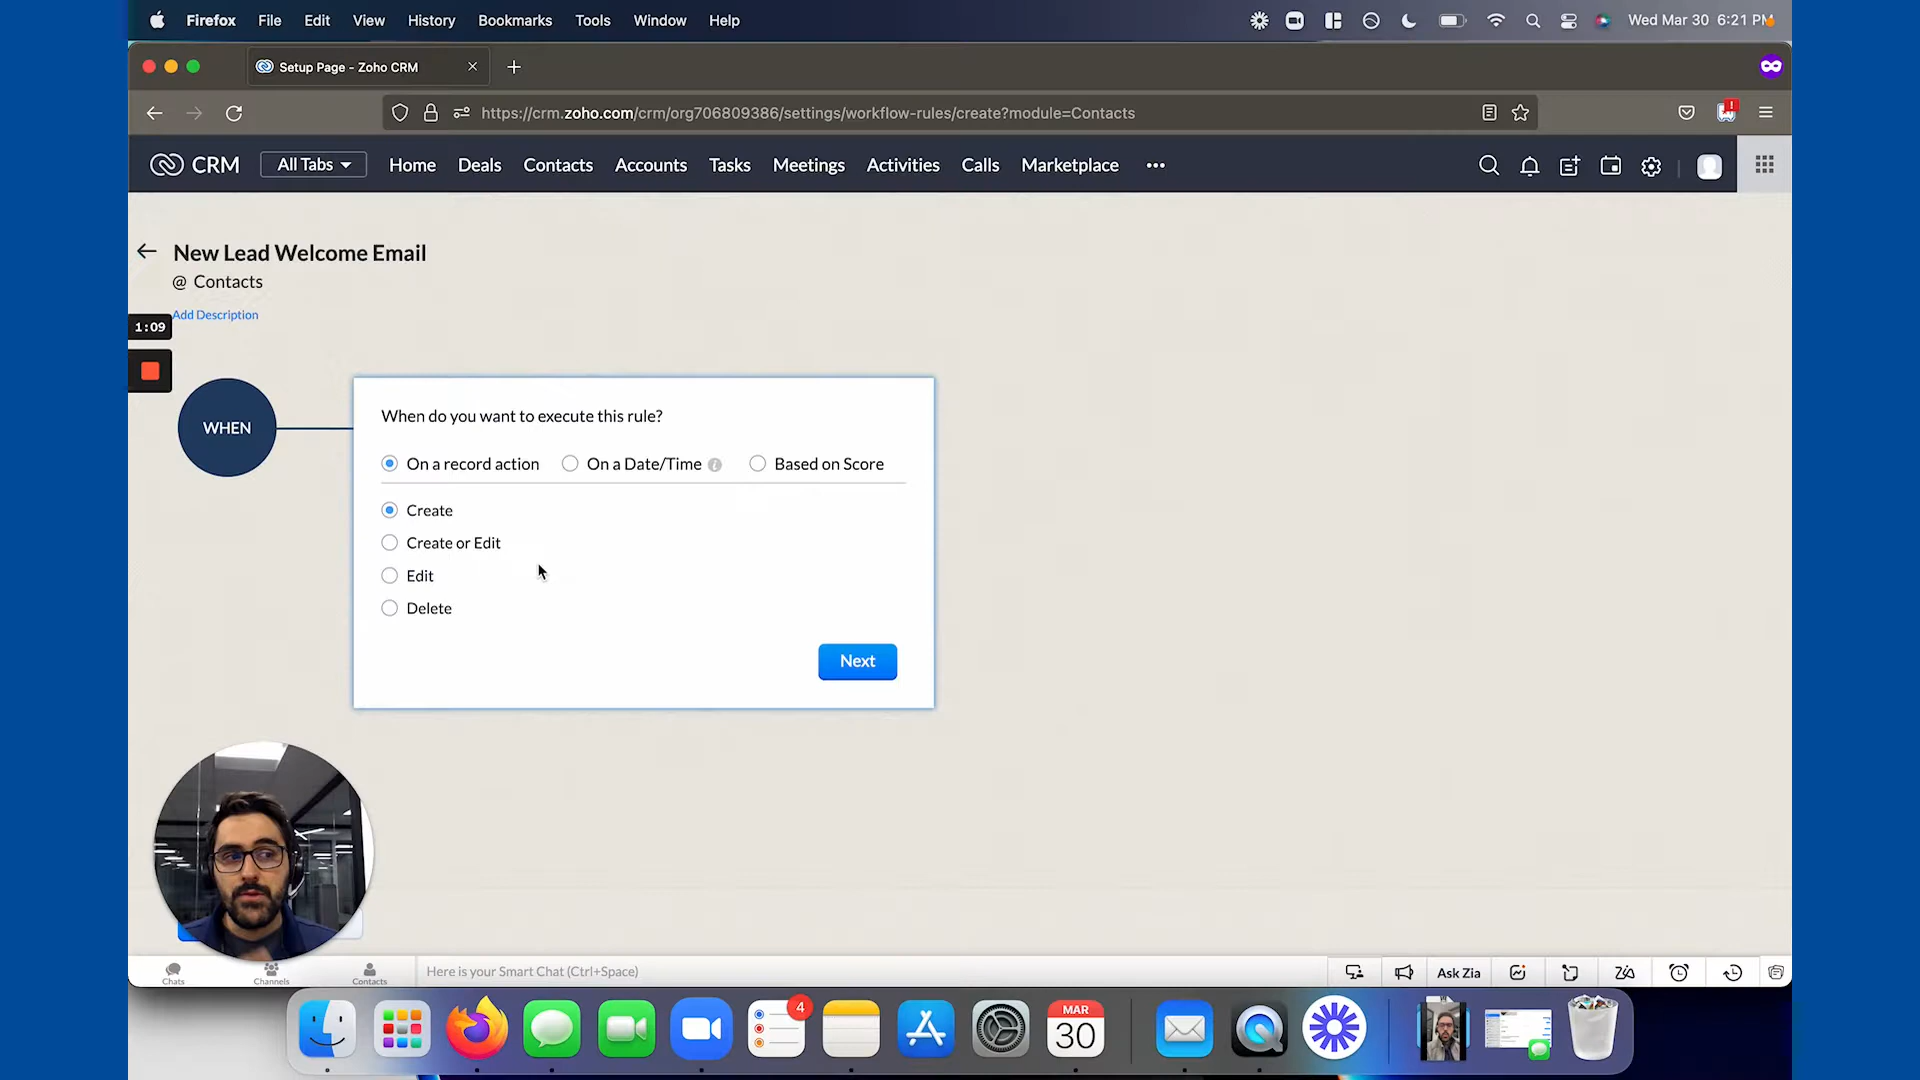 Firefox File Edit View History Bookmarks Tools Window Help
Wed Mar 30 6:21 PM
Setup Page - Zoho CRM
https://crm.zoho.com/crm/org706809386/settings/workflow-rules/create?module=Contacts
CRM All Tabs Home Deals Contacts Accounts Tasks Meetings Activities Calls Marketplace •••
New Lead Welcome Email
@ Contacts
Add Description
1:09
WHEN
When do you want to execute this rule?
On a record action On a Date/Time Based on Score
Create
Create or Edit
Edit
Delete
Next
Chats Channels Contacts
Here is your Smart Chat (Ctrl+Space)
Ask Zia
4
MAR
30